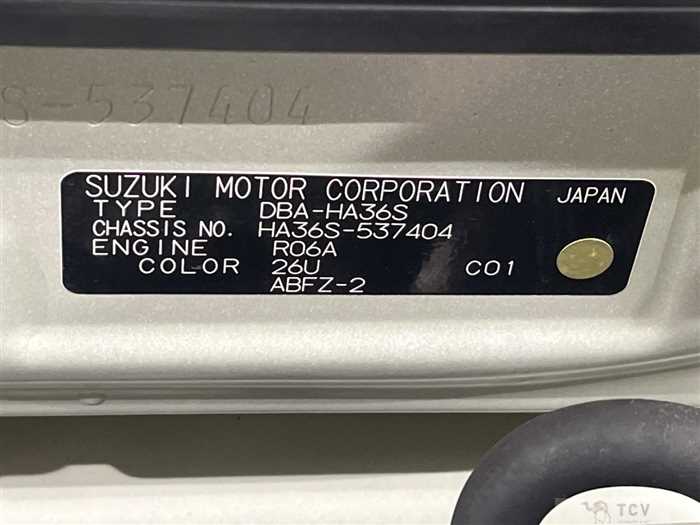 S-537404
SUZUKI MOTOR CORPORATION JAPAN
TYPE DBA-HA36S
CHASSIS NO. HA36S-537404
ENGINE R06A
COLOR 26U C01
ABFZ-2
TCV